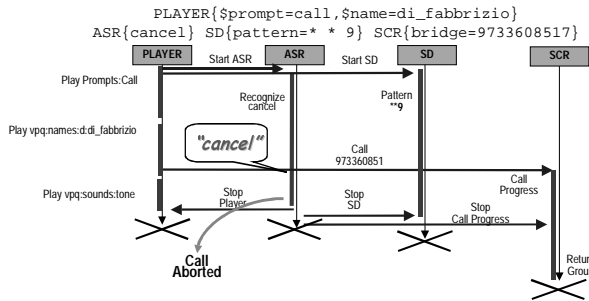 PLAYER{$prompt=call,$name=di_fabbrizio}
ASR{cancel} SD{pattern=* * 9} SCR{bridge=9733608517}
PLAYER
ASR
SD
SCR
Start ASR
Start SD
Play Prompts:Call
Recognize
cancel
Pattern
**9
Play vpq:names:d:di_fabbrizio
"cancel"
Call
973360851
Call
Progress
Play vpq:sounds:tone
Stop
Player
Stop
SD
Stop
Call Progress
Call
Aborted
Retur
Grou